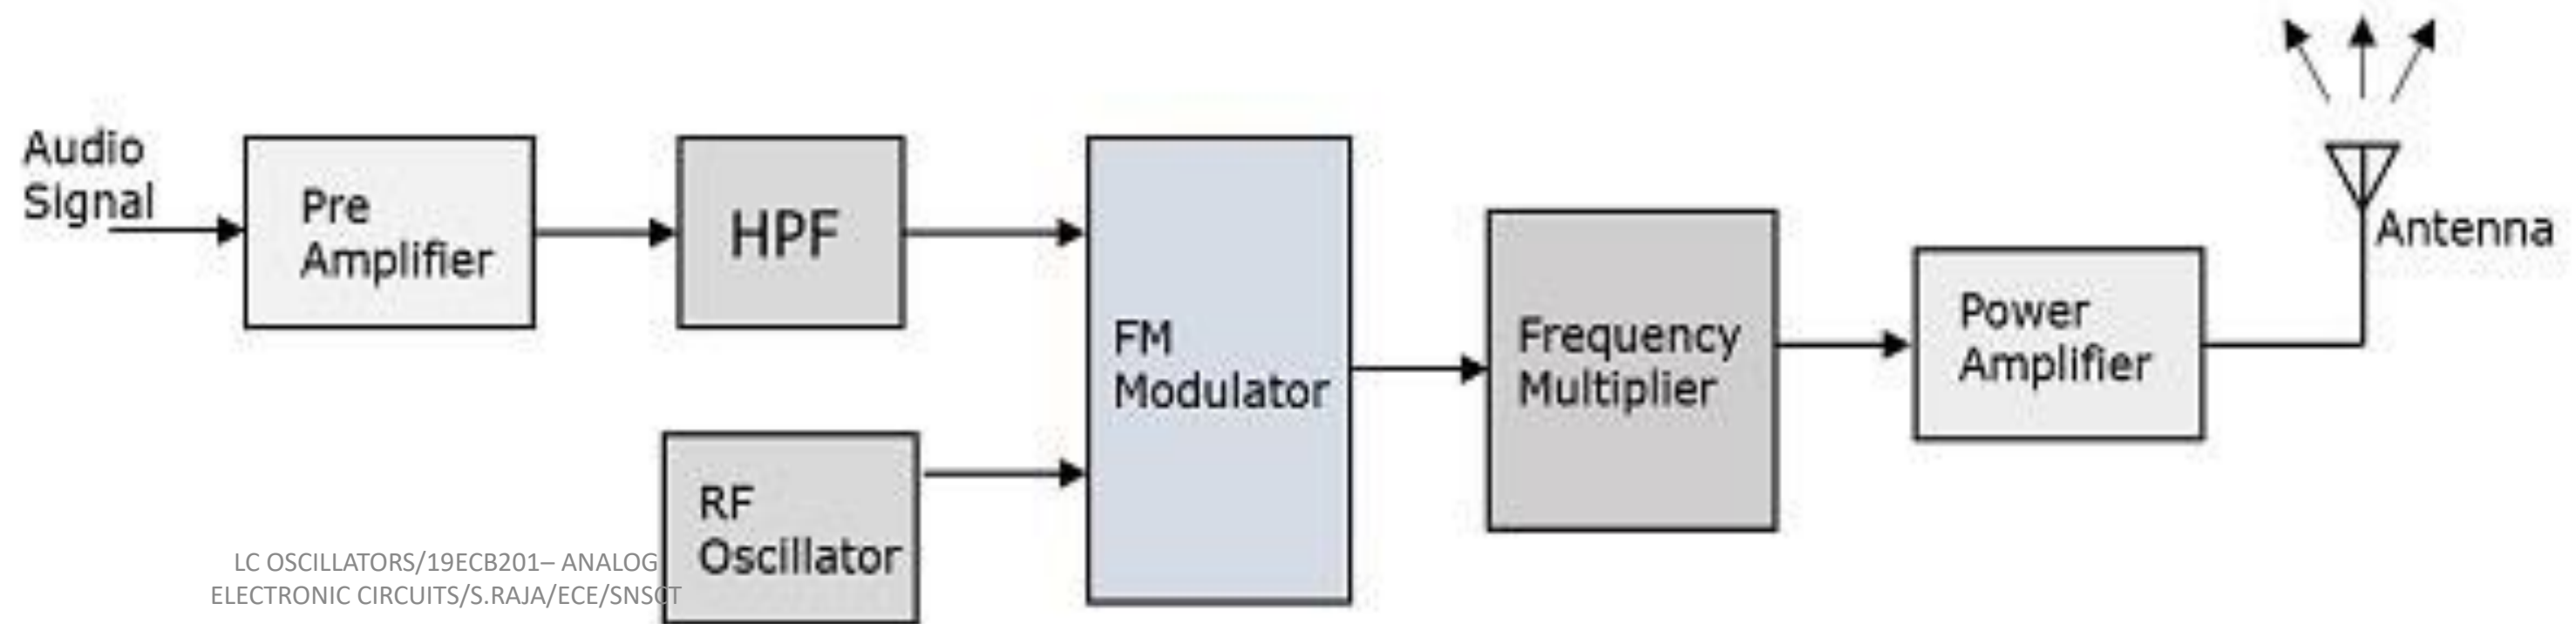 Audio
Signal
Pre
Amplifier
HPF
RF
Oscillator
FM
Modulator
Frequency
Multiplier
Power
Amplifier
Antenna
LC OSCILLATORS/19ECB201– ANALOG
ELECTRONIC CIRCUITS/S.RAJA/ECE/SNSCT